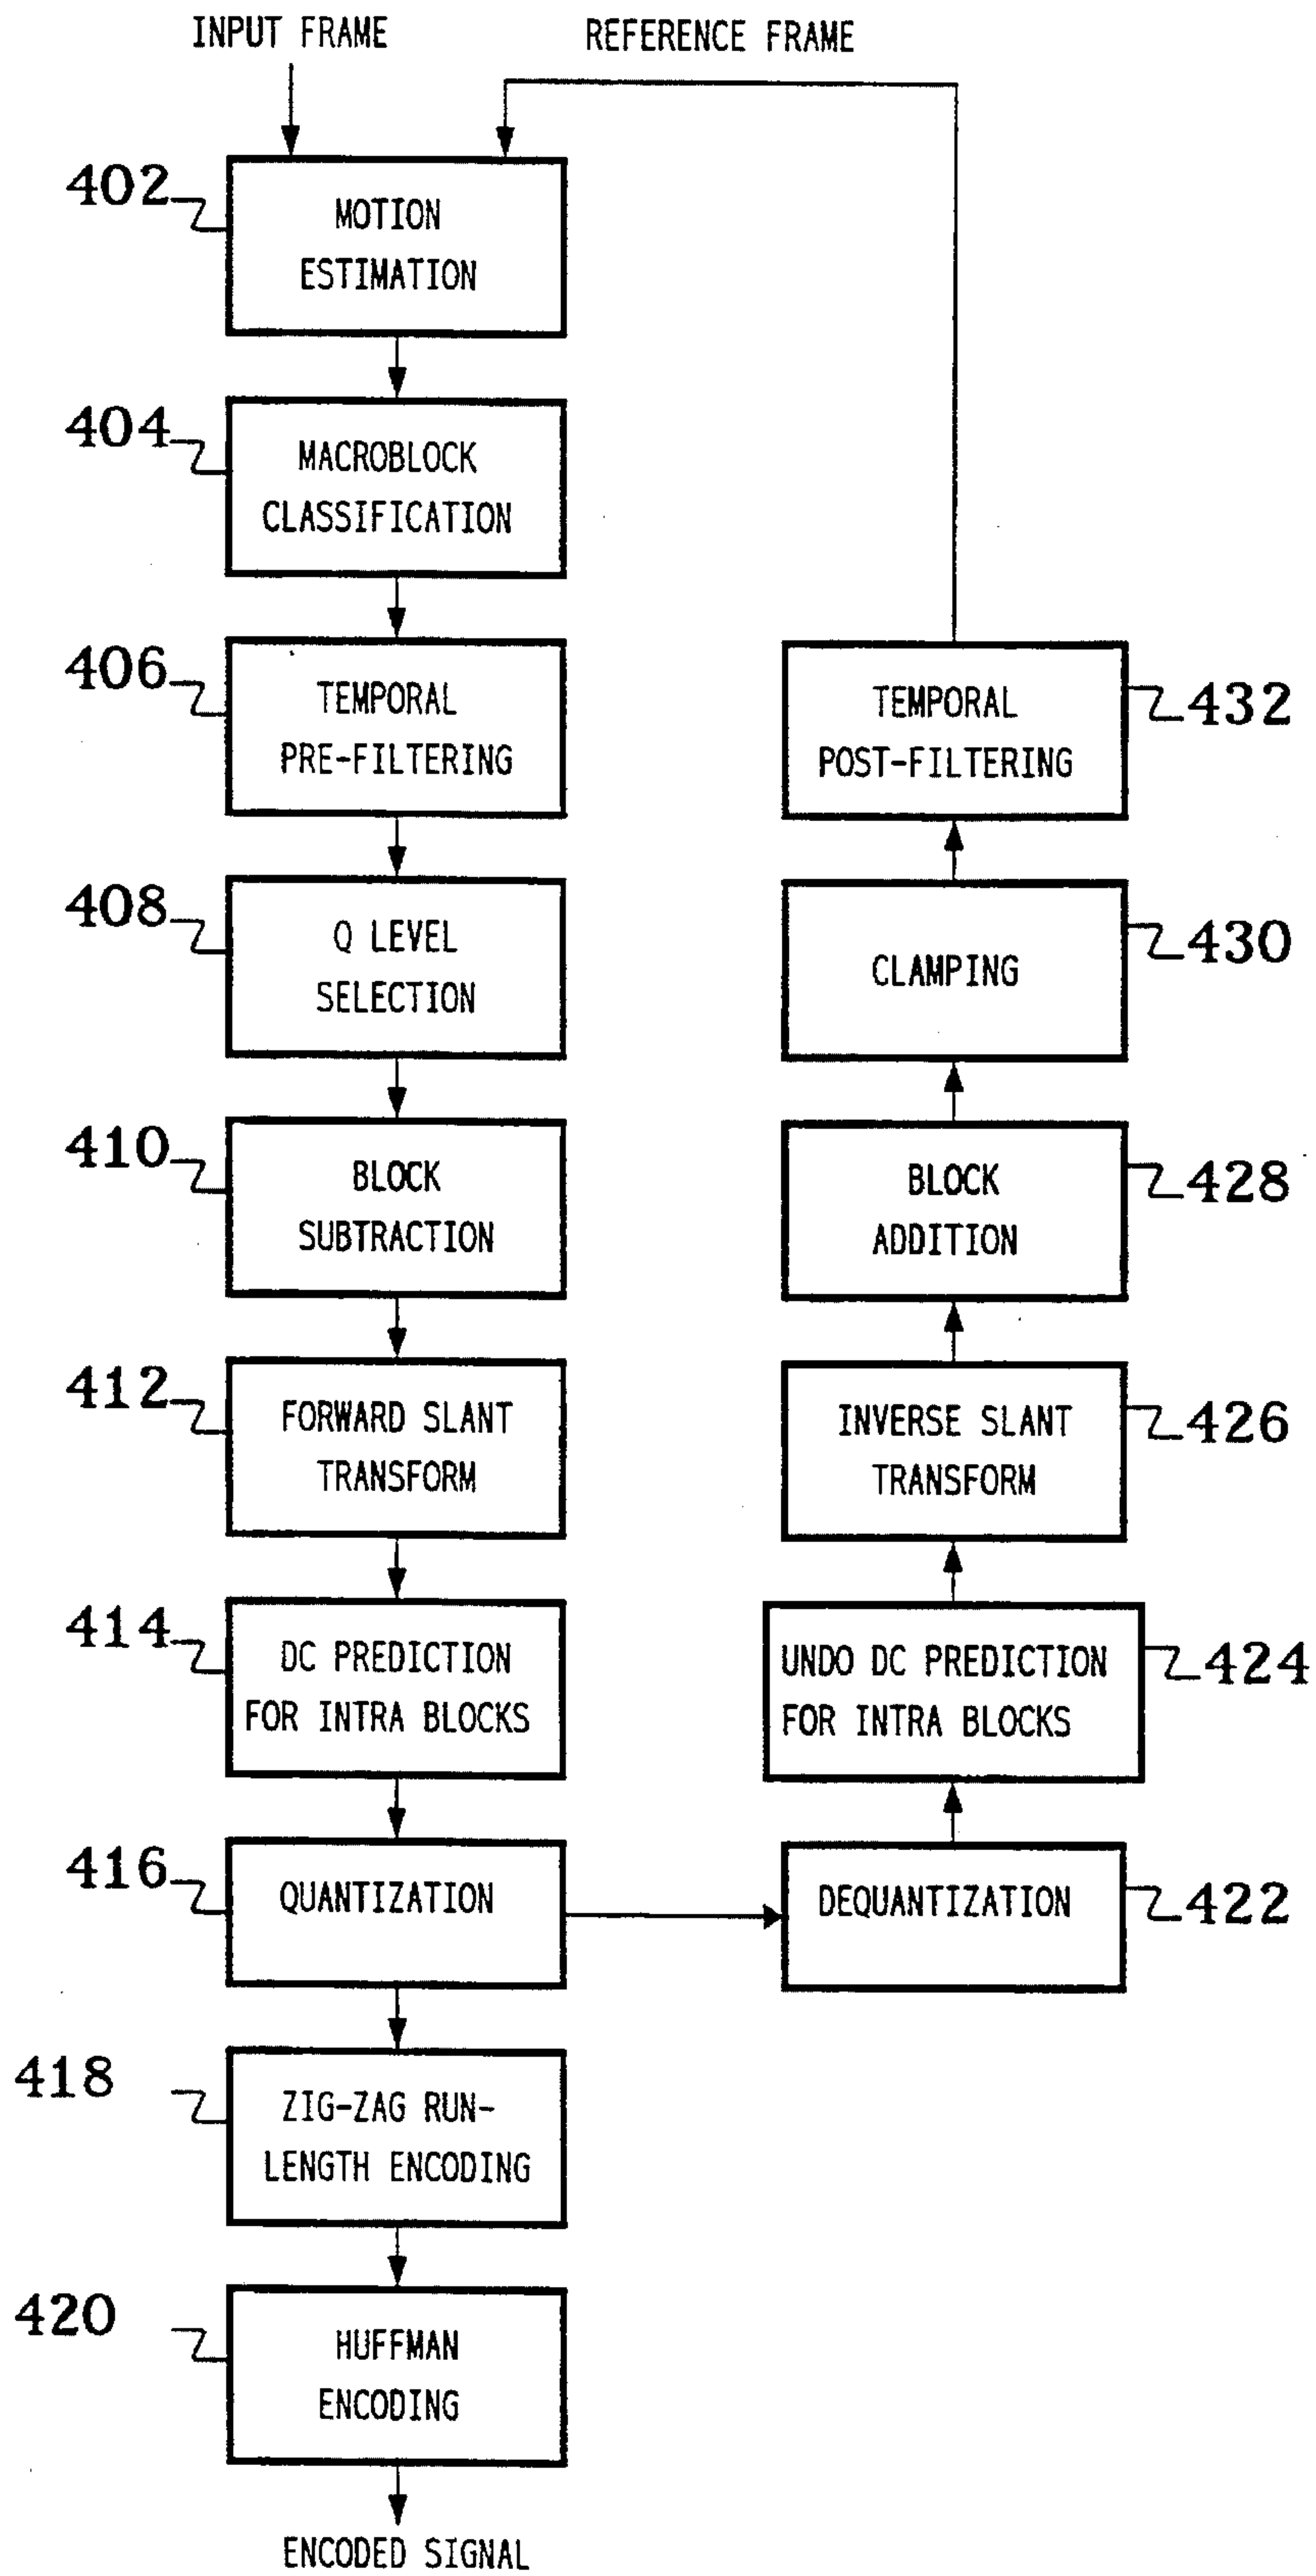 INPUT FRAME
REFERENCE FRAME
402
MOTION
ESTIMATION
404
MACROBLOCK
CLASSIFICATION
406
TEMPORAL
PRE-FILTERING
408
Q LEVEL
SELECTION
410
BLOCK
SUBTRACTION
412
FORWARD SLANT
TRANSFORM
414
DC PREDICTION
FOR INTRA BLOCKS
416
QUANTIZATION
418
ZIG-ZAG RUN-
LENGTH ENCODING
420
HUFFMAN
ENCODING
ENCODED SIGNAL
TEMPORAL
POST-FILTERING
432
CLAMPING
430
BLOCK
ADDITION
428
INVERSE SLANT
TRANSFORM
426
UNDO DC PREDICTION
FOR INTRA BLOCKS
424
DEQUANTIZATION
422